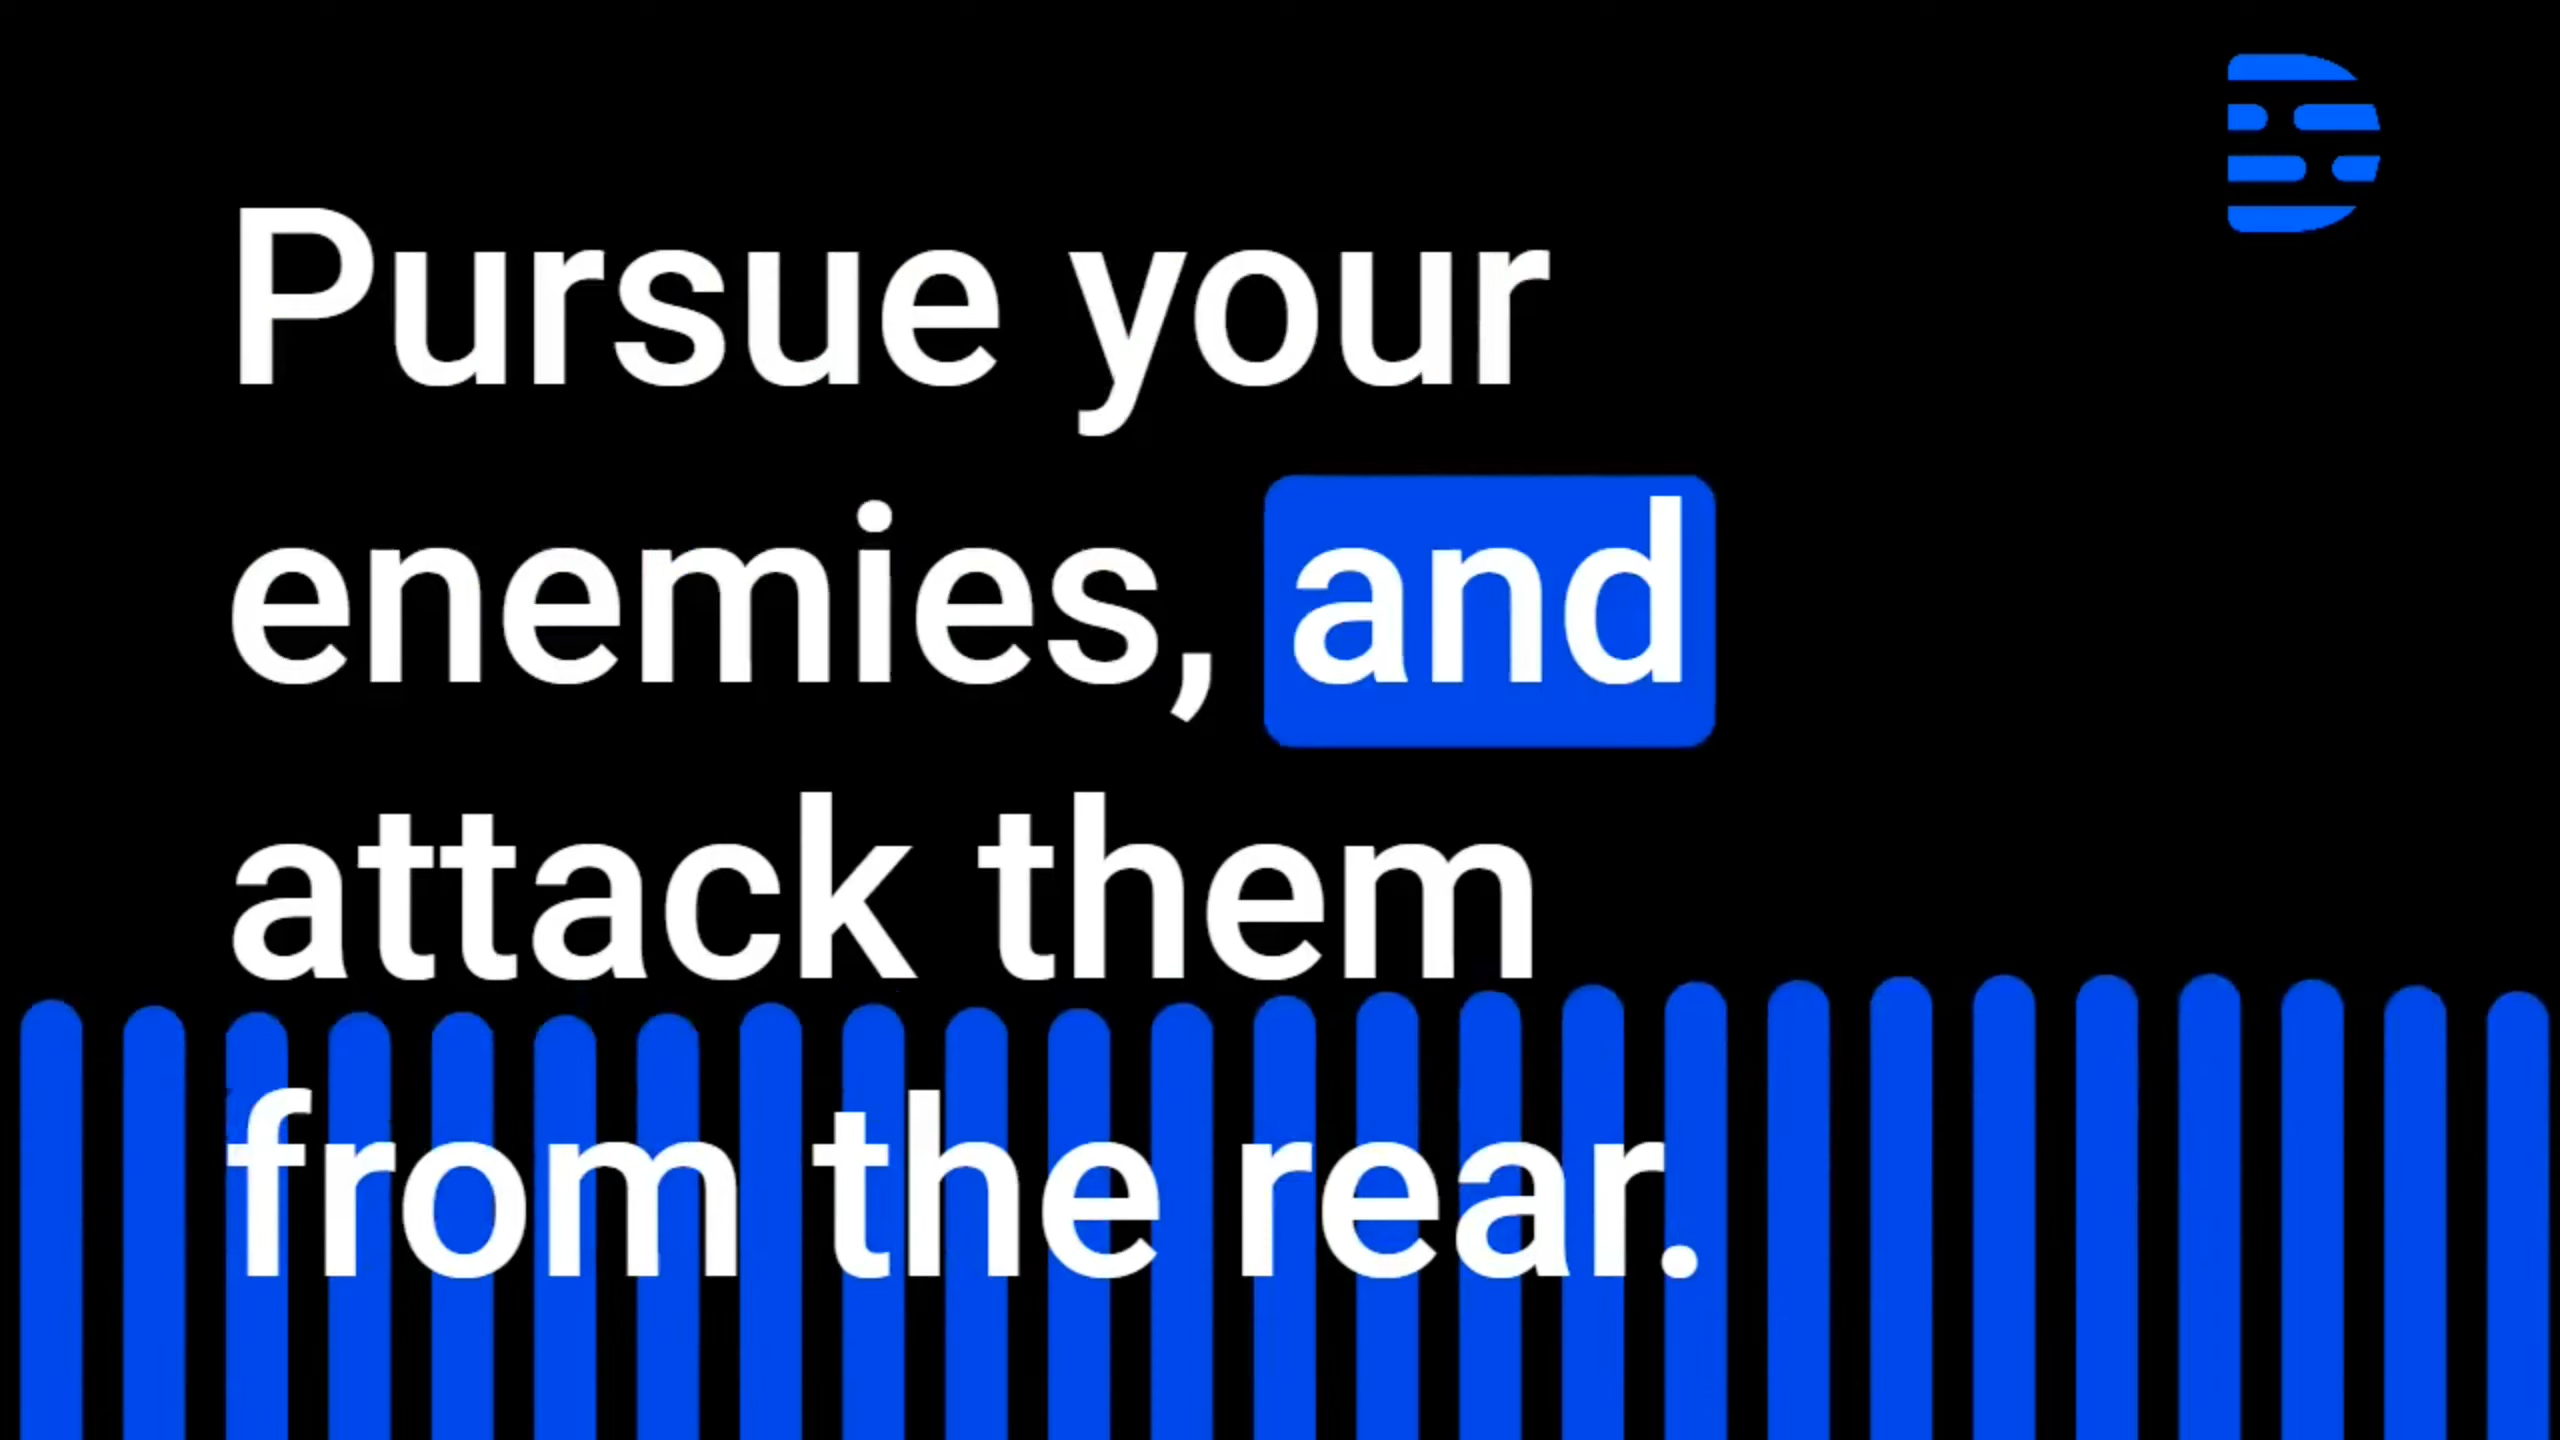 Pursue your
enemies, and
attack them
from the rear.